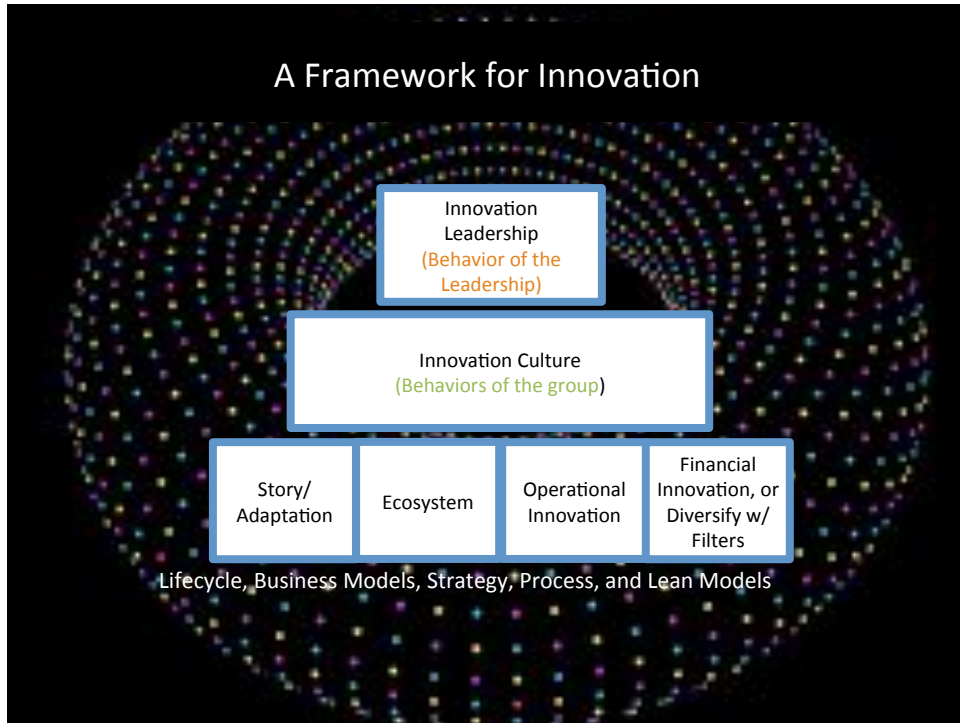 A Framework for Innovation
Innovation
Leadership
(Behavior of the
Leadership)
Innovation Culture
(Behaviors of the group)
Story/
Adaptation
Ecosystem
Operational
Innovation
Financial
Innovation, or
Diversify w/
Filters
Lifecycle, Business Models, Strategy, Process, and Lean Models